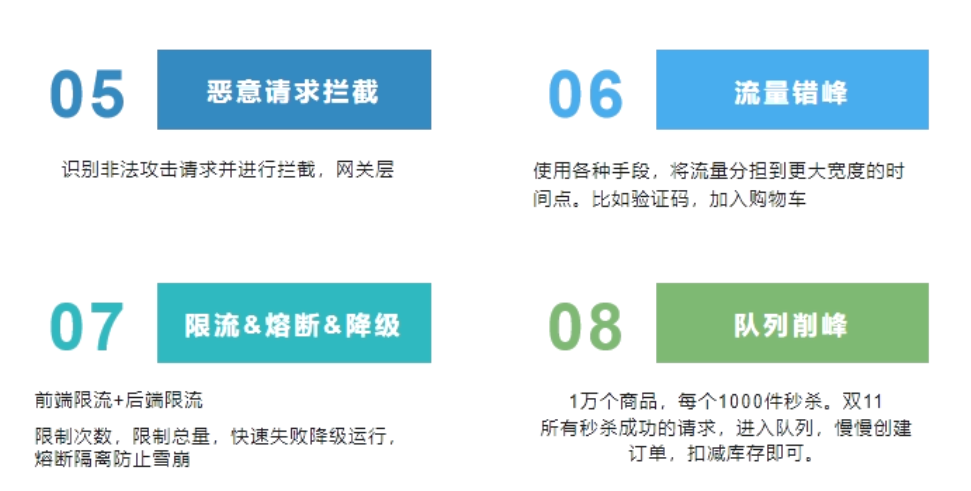 05
恶意请求拦截
识别非法攻击请求并进行拦截，网关层
06
流量错峰
使用各种手段，将流量分担到更大宽度的时
间点。比如验证码，加入购物车
07
限流&熔断&降级
前端限流+后端限流
限制次数，限制总量，快速失败降级运行，
熔断隔离防止雪崩
08
队列削峰
1万个商品，每个1000件秒杀。双11
所有秒杀成功的请求，进入队列，慢慢创建
订单，扣减库存即可。